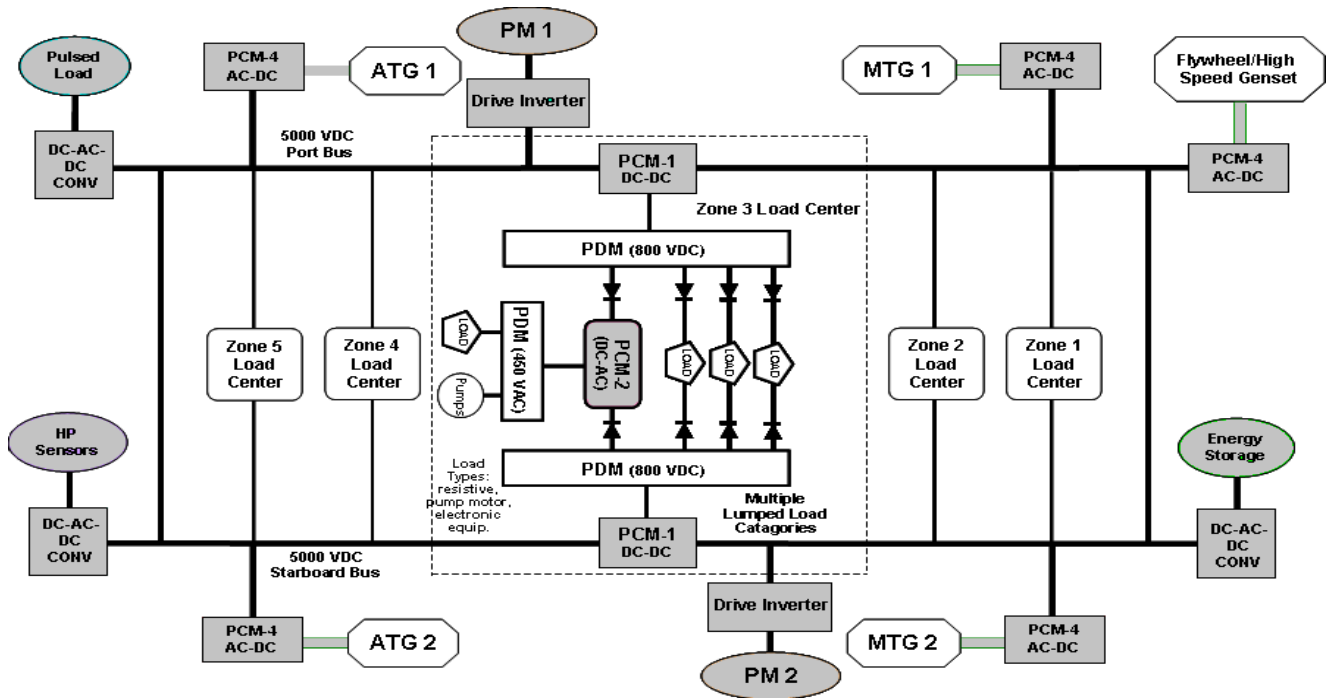 PM 1
Pulsed
Load
PCM-4
AC-DC
ATG 1
MTG 1
PCM-4
AC-DC
Flywheel/High
Speed Genset
Drive Inverter
5000 VDC
Port Bus
DC-AC-
DC
CONV
PCM-1
DC-DC
PCM-4
AC-DC
Zone 3 Load Center
PDM (800 VDC)
LOAD
PDM (450 VAC)
PCM-2
(DC-AC)
LOAD
LOAD
LOAD
Pumps
Zone 5
Load
Center
Zone 4
Load
Center
Zone 2
Load
Center
Zone 1
Load
Center
HP
Sensors
Energy
Storage
PDM (800 VDC)
Load
Types:
resistive,
pump motor,
electronic
equip.
Multiple
Lumped Load
Catagories
DC-AC-
DC
CONV
PCM-1
DC-DC
DC-AC-
DC
CONV
5000 VDC
Starboard Bus
Drive Inverter
PCM-4
AC-DC
ATG 2
MTG 2
PCM-4
AC-DC
PM 2